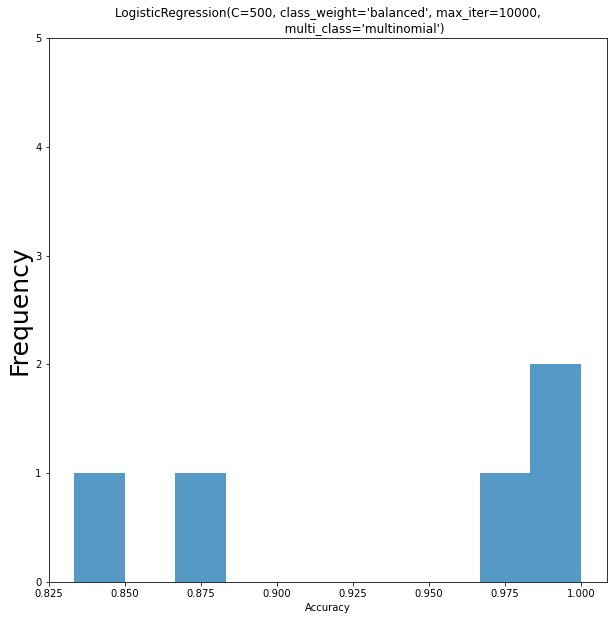 LogisticRegression(C=500, class_weight='balanced', max_iter=10000,
multi_class='multinomial')
5
4
3
2
1
0
Frequency
0.825 0.850 0.875 0.900 0.925 0.950 0.975 1.000
Accuracy